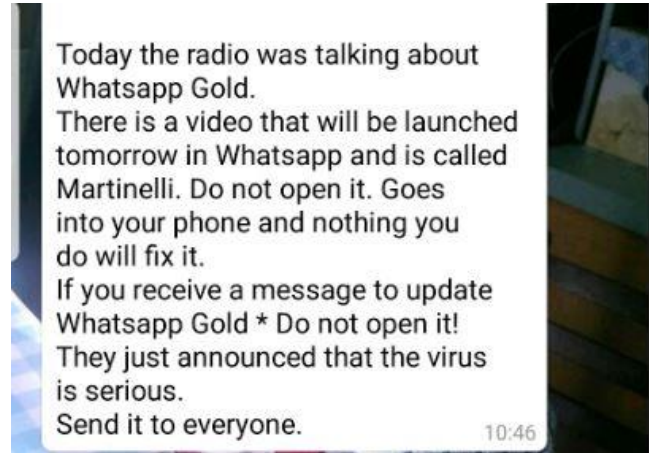 Today the radio was talking about
Whatsapp Gold.
There is a video that will be launched
tomorrow in Whatsapp and is called
Martinelli. Do not open it. Goes
into your phone and nothing you
do will fix it.
If you receive a message to update
Whatsapp Gold * Do not open it!
They just announced that the virus
is serious.
Send it to everyone.
10:46